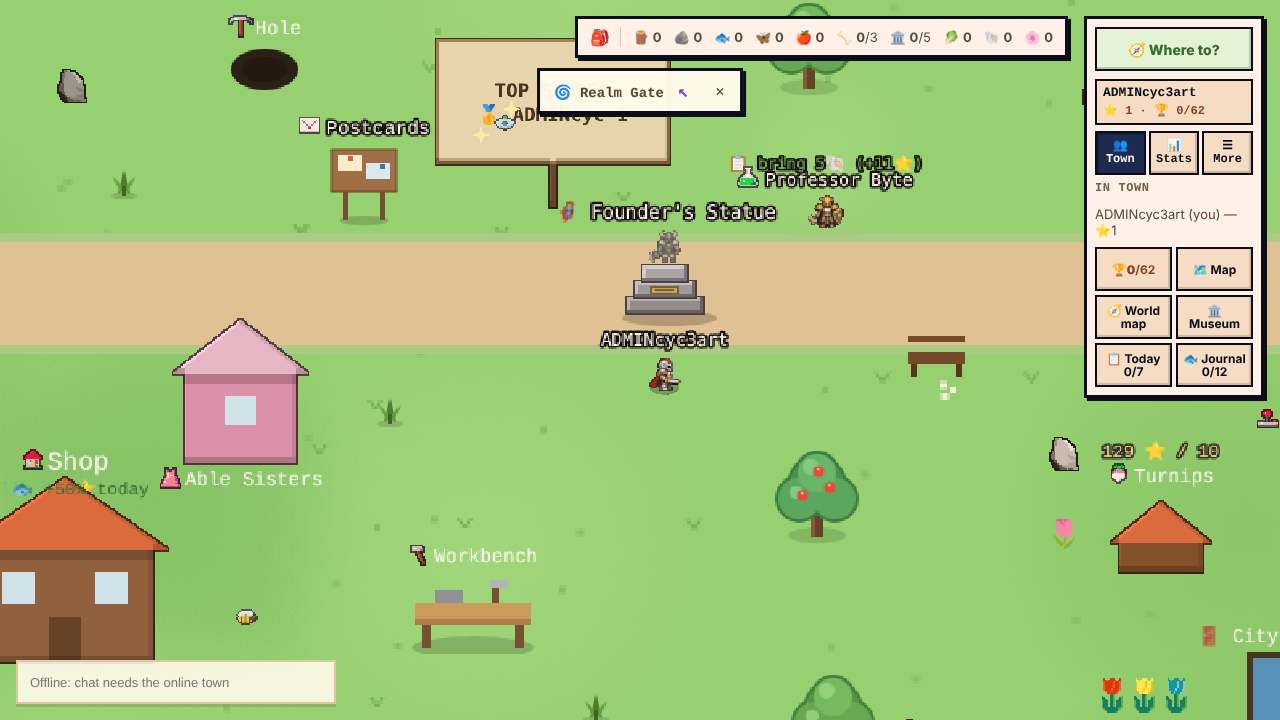 Hole
0 0 0 0 0 0/3 0/5 0 0 0
Where to?
TOP
Realm Gate ↖ ×
ADMINcyc3art
1 · 0/62
Postcards
Town
Stats
More
bring 5 (+11)
Professor Byte
IN TOWN
Founder's Statue
ADMINcyc3art (you) —
1
0/62
Map
World map
Museum
ADMINcyc3art
Today 0/7
Journal 0/12
129 / 10
Turnips
Shop
today
Able Sisters
Workbench
City
Offline: chat needs the online town